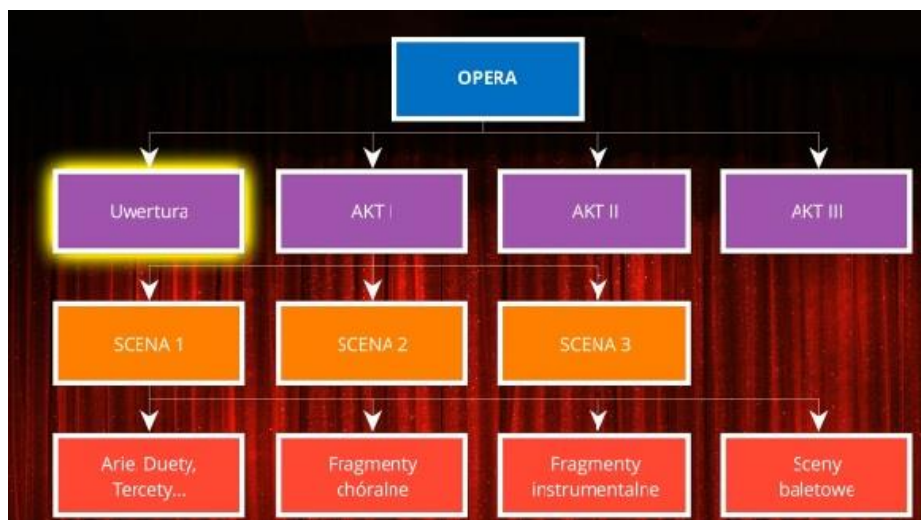 OPERA
Uwertura
AKT I
AKT II
AKT III
SCENA 1
SCENA 2
SCENA 3
Arie, Duety,
Tercety...
Fragmenty
chóralne
Fragmenty
instrumentalne
Sceny
baletowe